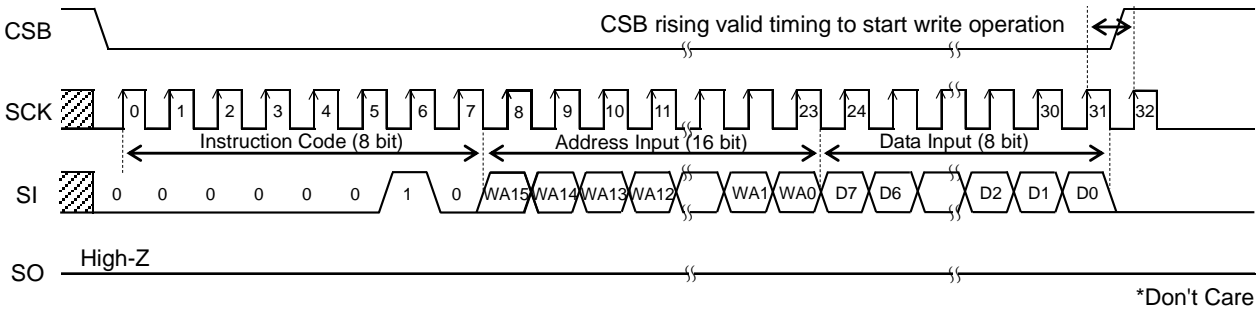 CSB
CSB rising valid timing to start write operation
SCK
0 1 2 3 4 5 6 7 8 9 10 11 23 24 30 31 32
Instruction Code (8 bit) Address Input (16 bit) Data Input (8 bit)
SI
0 0 0 0 0 0 1 0 WA15 WA14 WA13 WA12 WA1 WA0 D7 D6 D2 D1 D0
High-Z
SO
*Don't Care